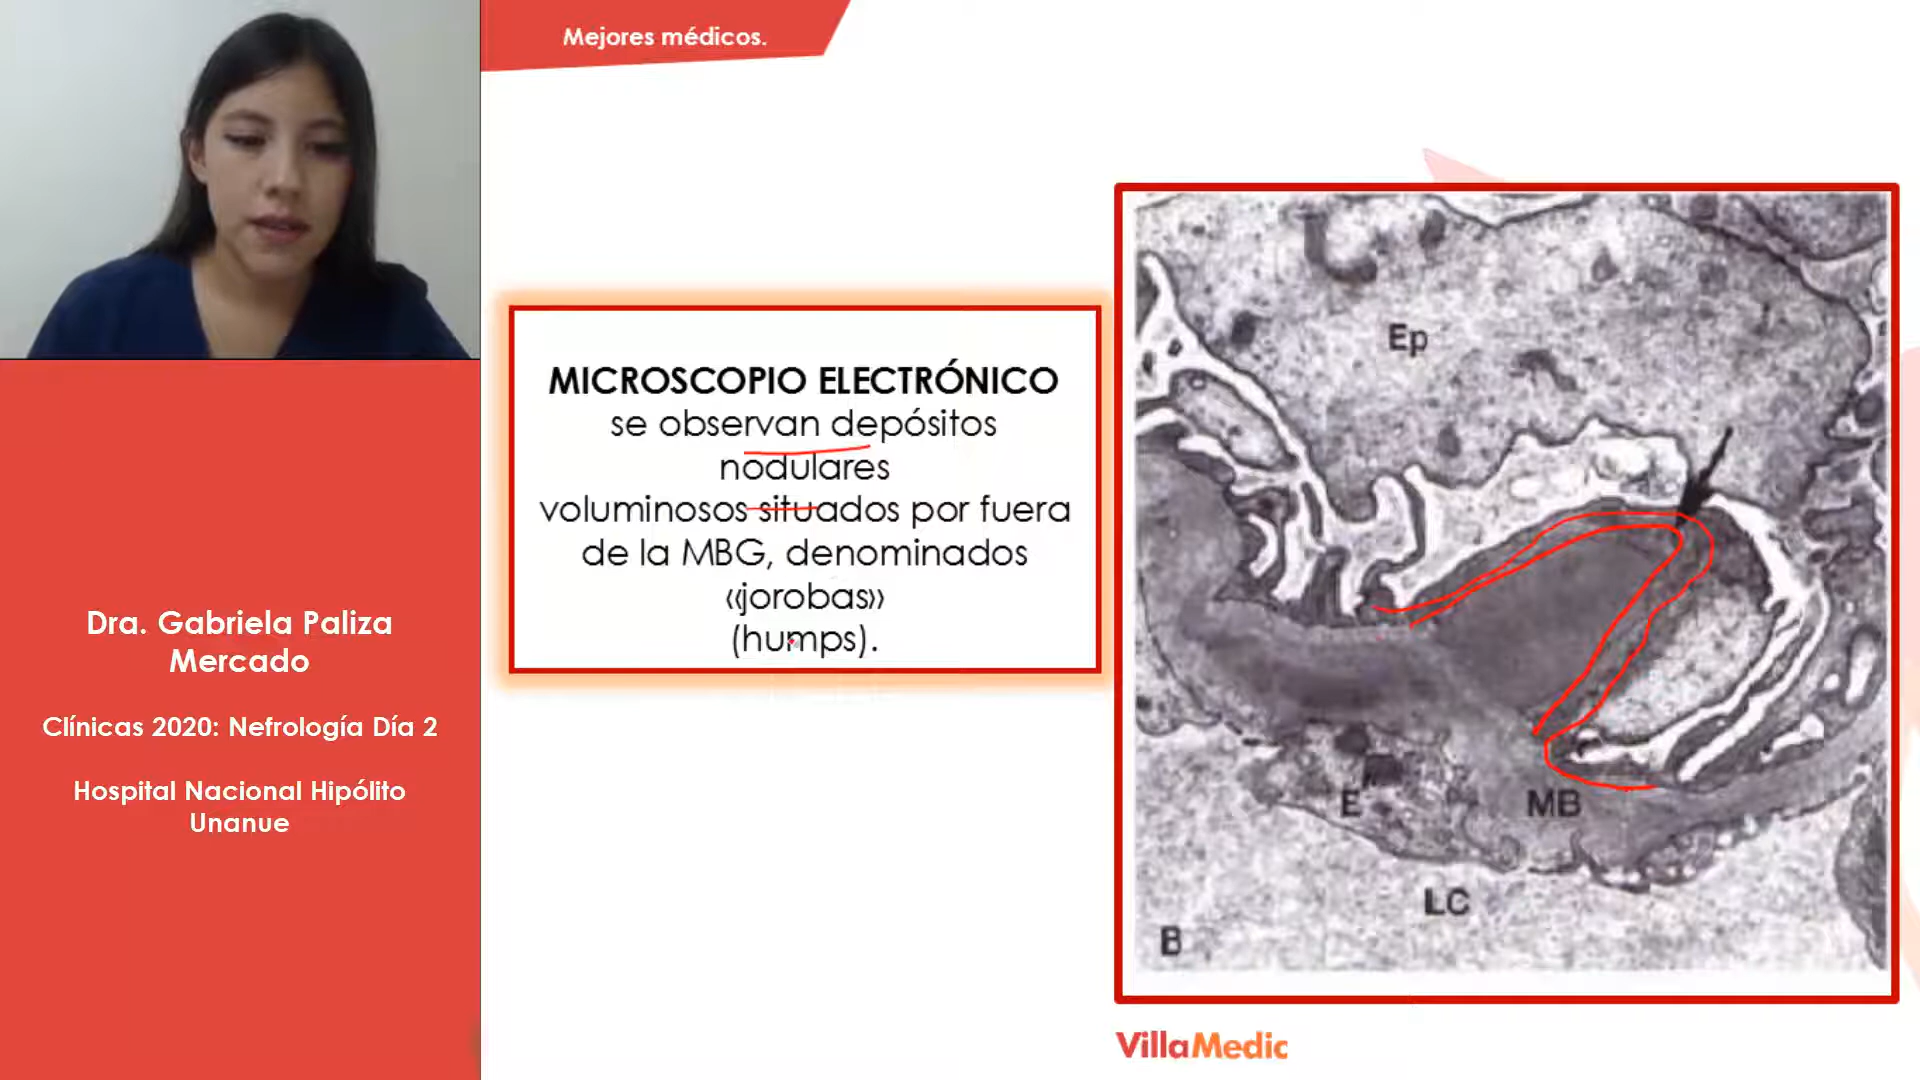 Mejores médicos.
MICROSCOPIO ELECTRÓNICO
se observan depósitos
nodulares
voluminosos situados por fuera
de la MBG, denominados
«jorobas»
(humps).
Ep
E
MB
LC
B
Dra. Gabriela Paliza
Mercado
Clínicas 2020: Nefrología Día 2
Hospital Nacional Hipólito
Unanue
VillaMedic